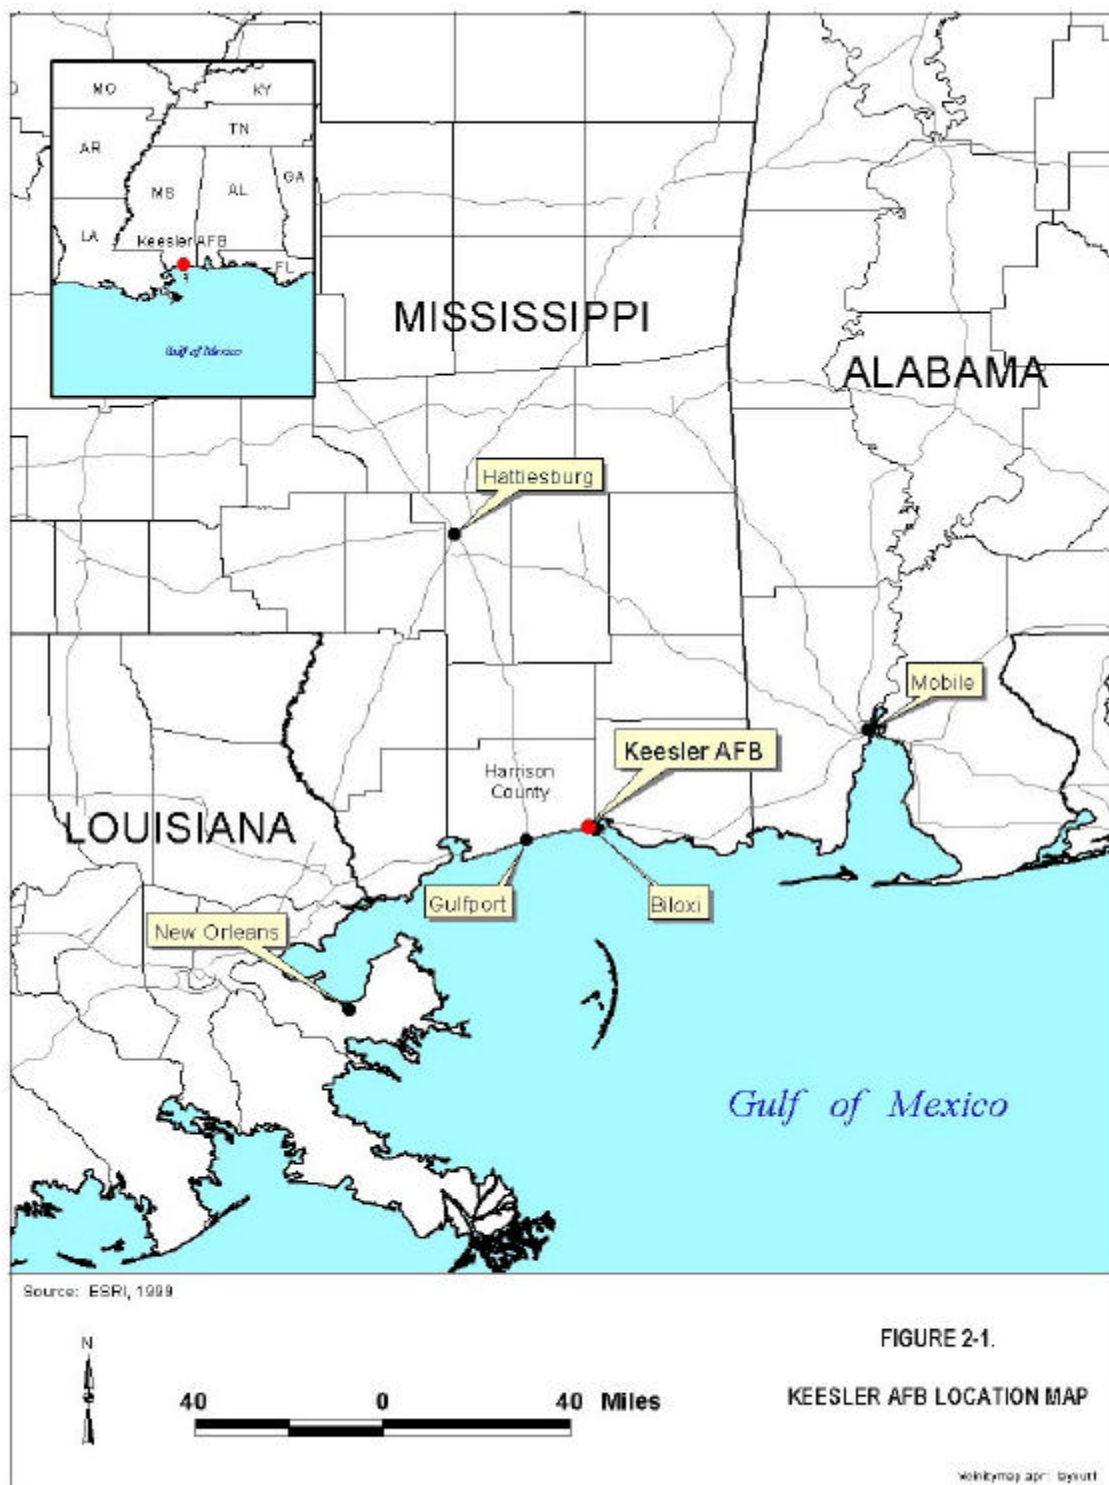 MO
KY
TN
AR
MS
AL
GA
LA
Keesler AFB
FL
Gulf of Mexico
MISSISSIPPI
ALABAMA
Hattiesburg
Mobile
Keesler AFB
Harrison
County
LOUISIANA
Gulfport
Biloxi
New Orleans
Gulf of Mexico
Source: ESRI, 1999
N
FIGURE 2-1.
40 0 40 Miles
KEESLER AFB LOCATION MAP